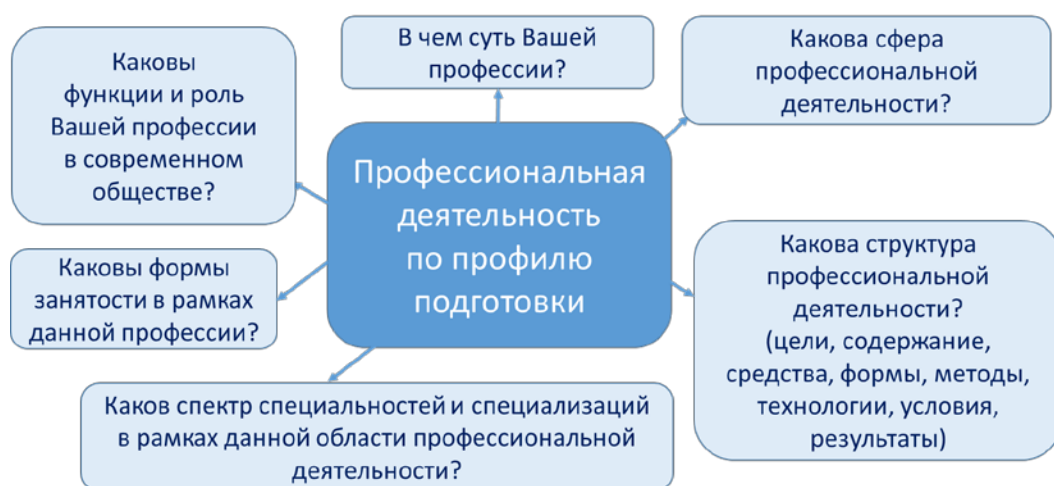 Каковы
функции и роль
Вашей профессии
в современном
обществе?
В чем суть Вашей
профессии?
Какова сфера
профессиональной
деятельности?
Профессиональная
деятельность
по профилю
подготовки
Каковы формы
занятости в рамках
данной профессии?
Какова структура
профессиональной
деятельности?
(цели, содержание,
средства, формы, методы,
технологии, условия,
результаты)
Каков спектр специальностей и специализаций
в рамках данной области профессиональной
деятельности?